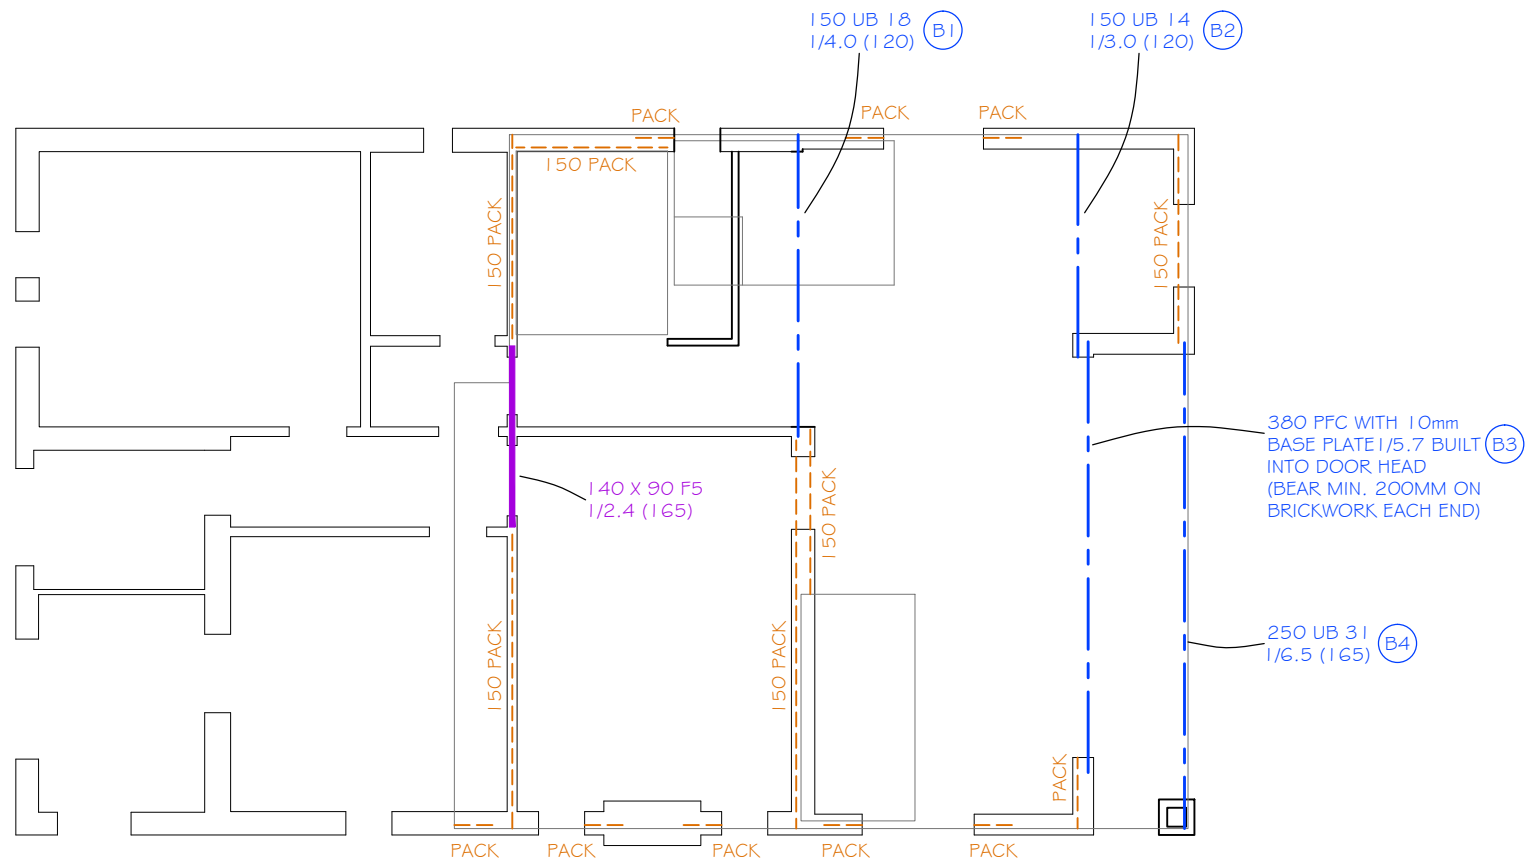 150 UB 18
1/4.0 (120)
B1
150 UB 14
1/3.0 (120)
B2
PACK
PACK
PACK
150 PACK
150 PACK
150 PACK
380 PFC WITH 10mm
BASE PLATE1/5.7 BUILT
INTO DOOR HEAD
(BEAR MIN. 200MM ON
BRICKWORK EACH END)
B3
140 X 90 F5
1/2.4 (165)
150 PACK
250 UB 31
1/6.5 (165)
B4
150 PACK
150 PACK
PACK
PACK
PACK
PACK
PACK
PACK